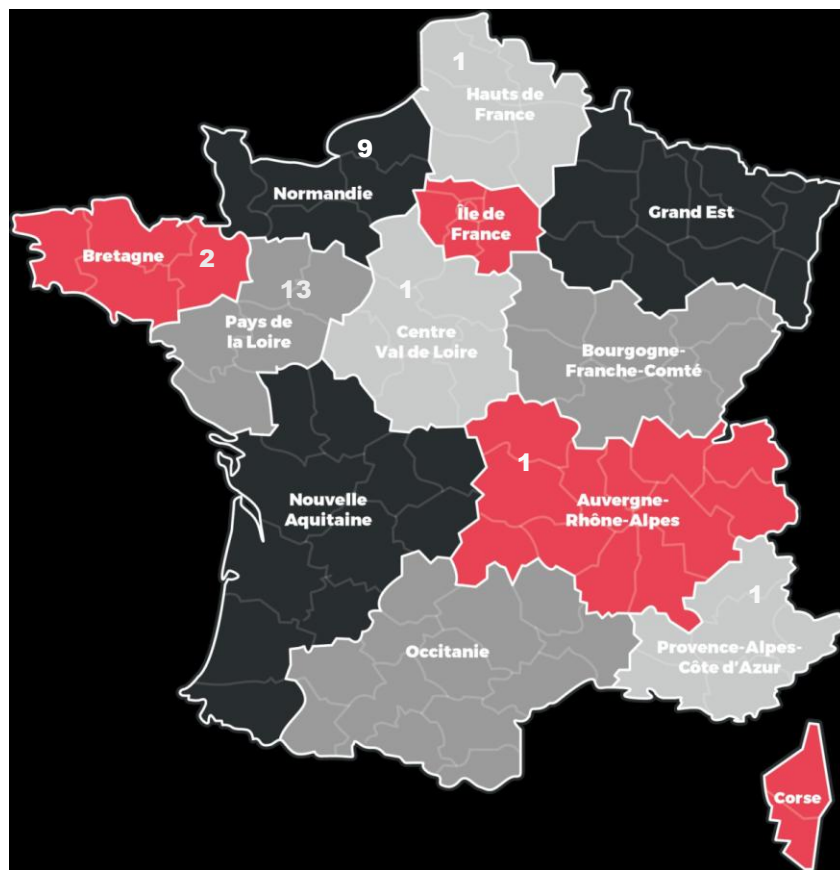 1
Hauts de
France
9
Normandie
Île de
France
Grand Est
Bretagne
2
13
Pays de
la Loire
1
Centre
Val de Loire
Bourgogne-
Franche-Comté
1
Nouvelle
Aquitaine
Auvergne-
Rhône-Alpes
1
Occitanie
Provence-Alpes-
Côte d'Azur
Corse